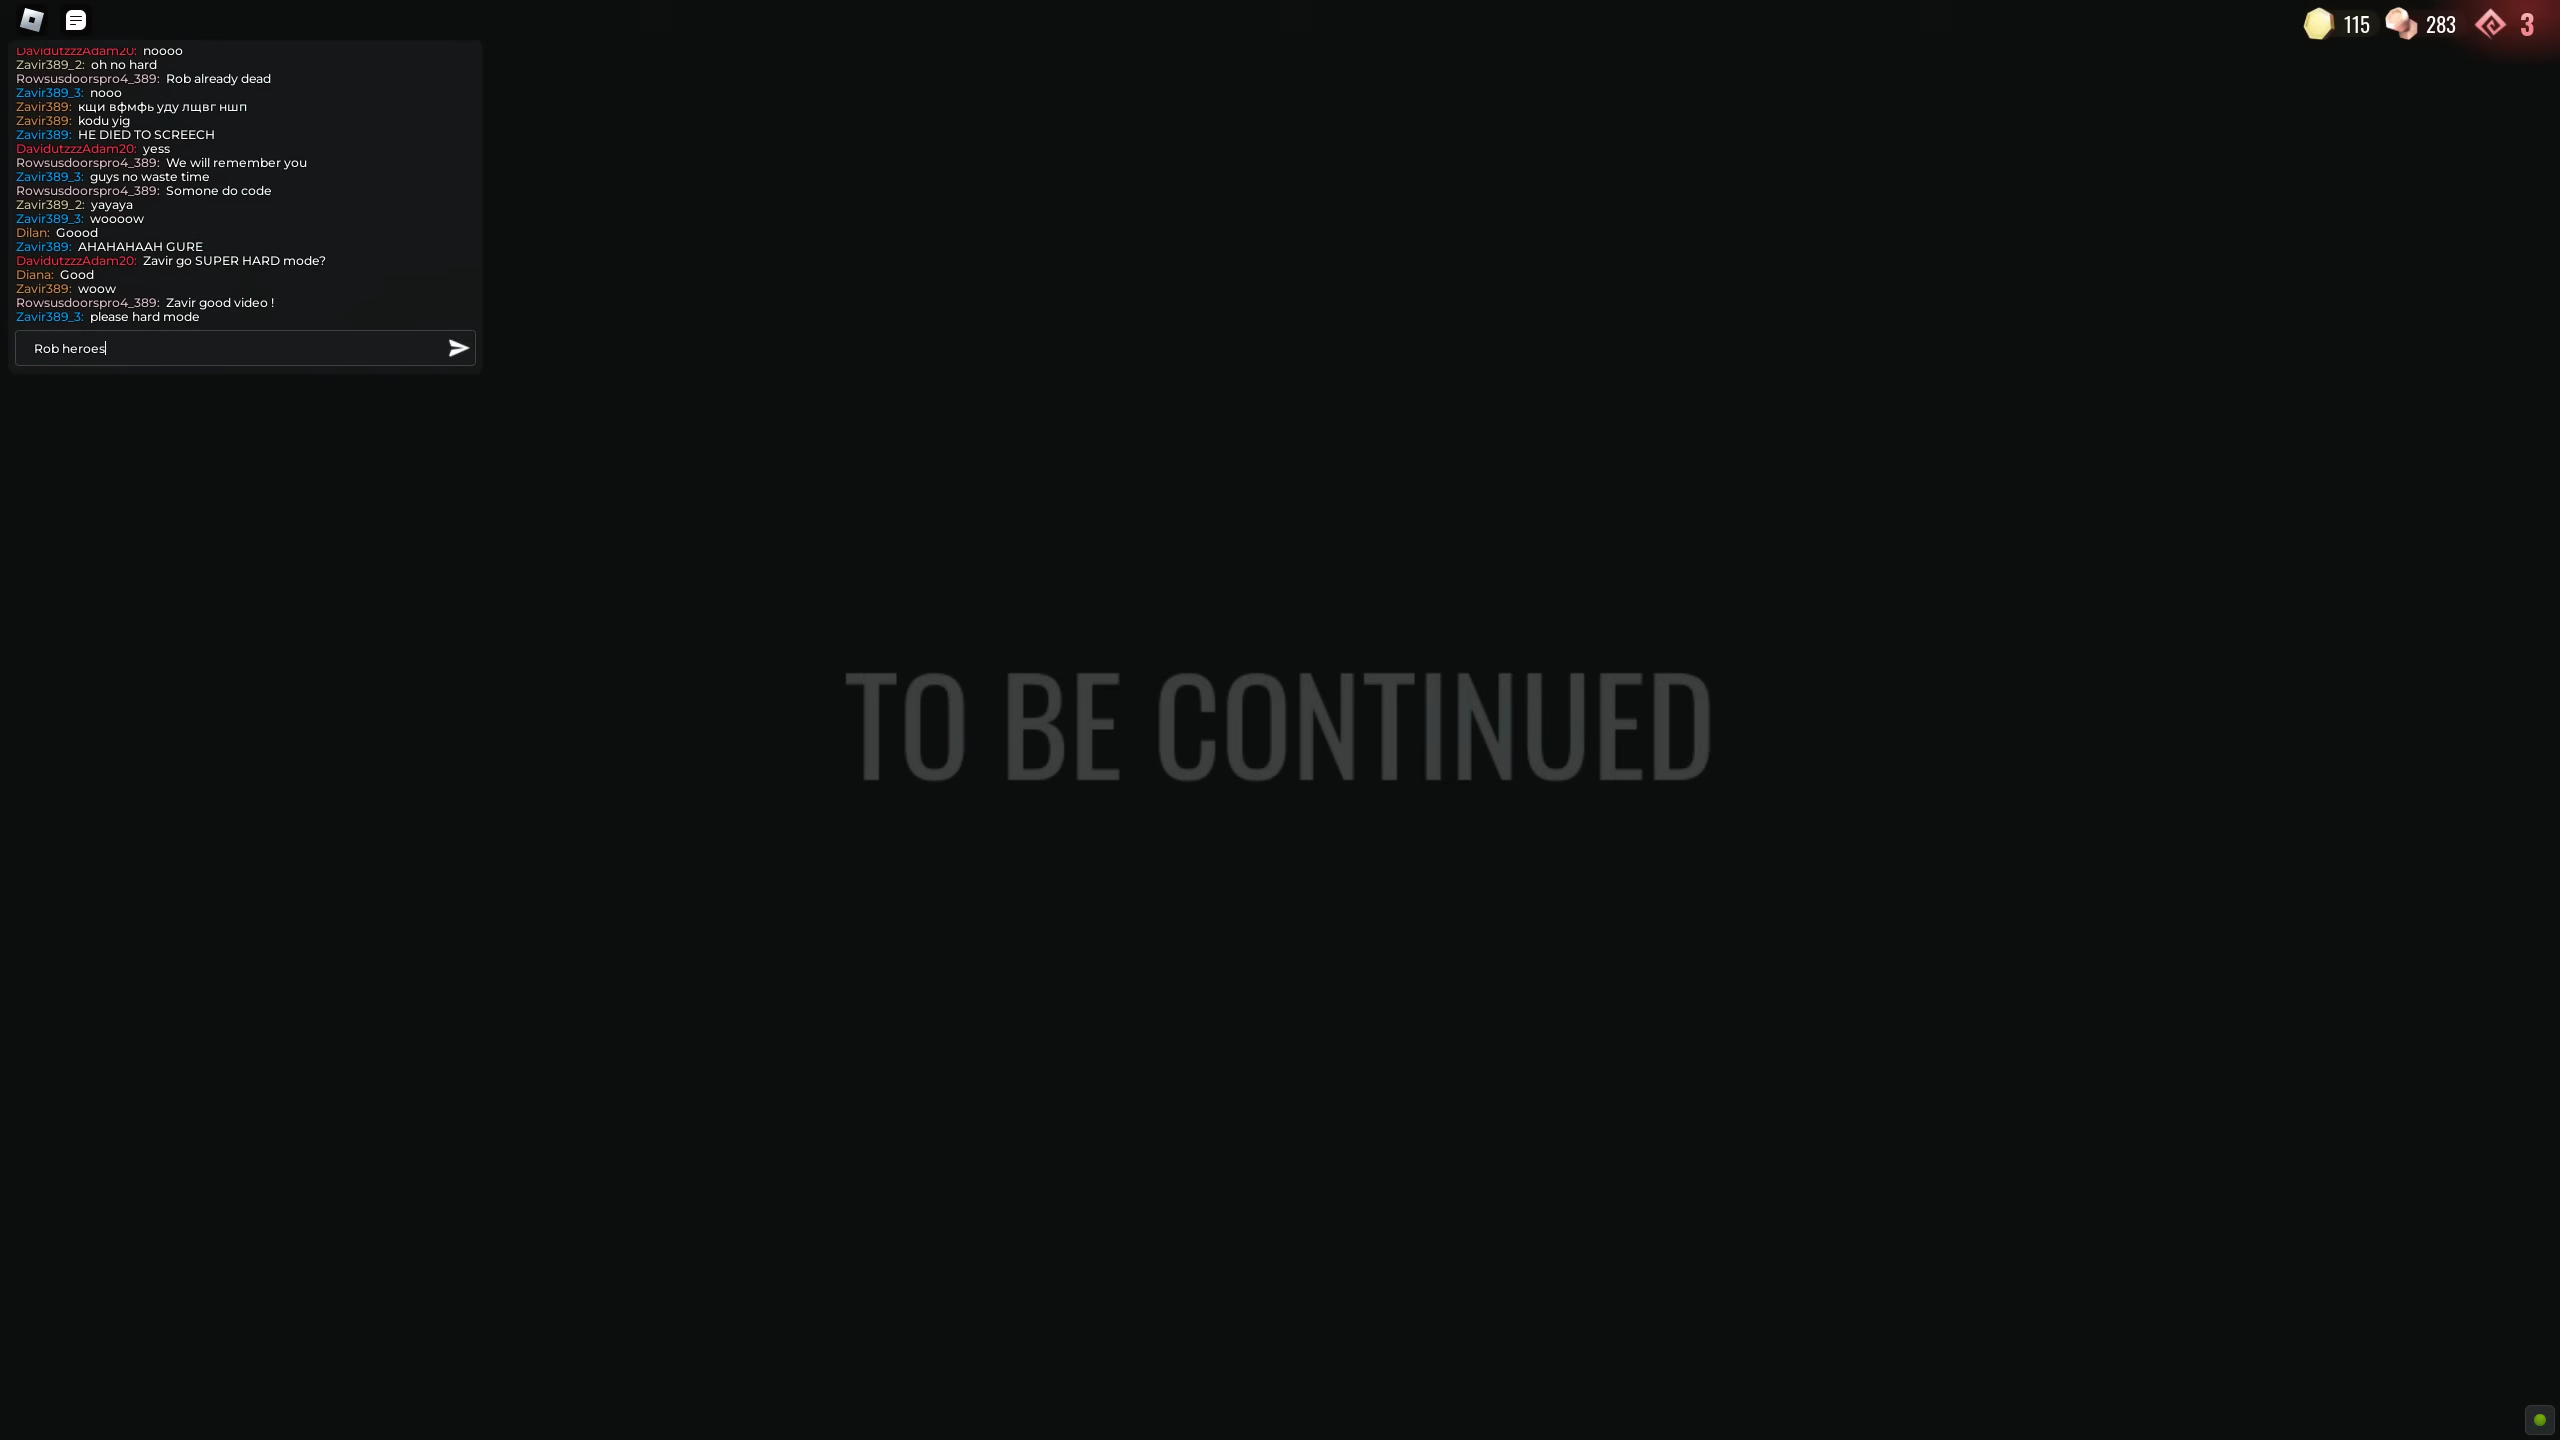 115 283 3
DavidutzzzAdam20: noooo
Zavir389_2: oh no hard
Rowsusdoorspro4_389: Rob already dead
Zavir389_3: nooo
Zavir389: кщи вфмфь уду лщвг ншп
Zavir389: kodu yig
Zavir389: HE DIED TO SCREECH
DavidutzzzAdam20: yess
Rowsusdoorspro4_389: We will remember you
Zavir389_3: guys no waste time
Rowsusdoorspro4_389: Somone do code
Zavir389_2: yayaya
Zavir389_3: woooow
Dilan: Goood
Zavir389: AHAHAHAAH GURE
DavidutzzzAdam20: Zavir go SUPER HARD mode?
Diana: Good
Zavir389: woow
Rowsusdoorspro4_389: Zavir good video !
Zavir389_3: please hard mode
Rob heroes
TO BE CONTINUED